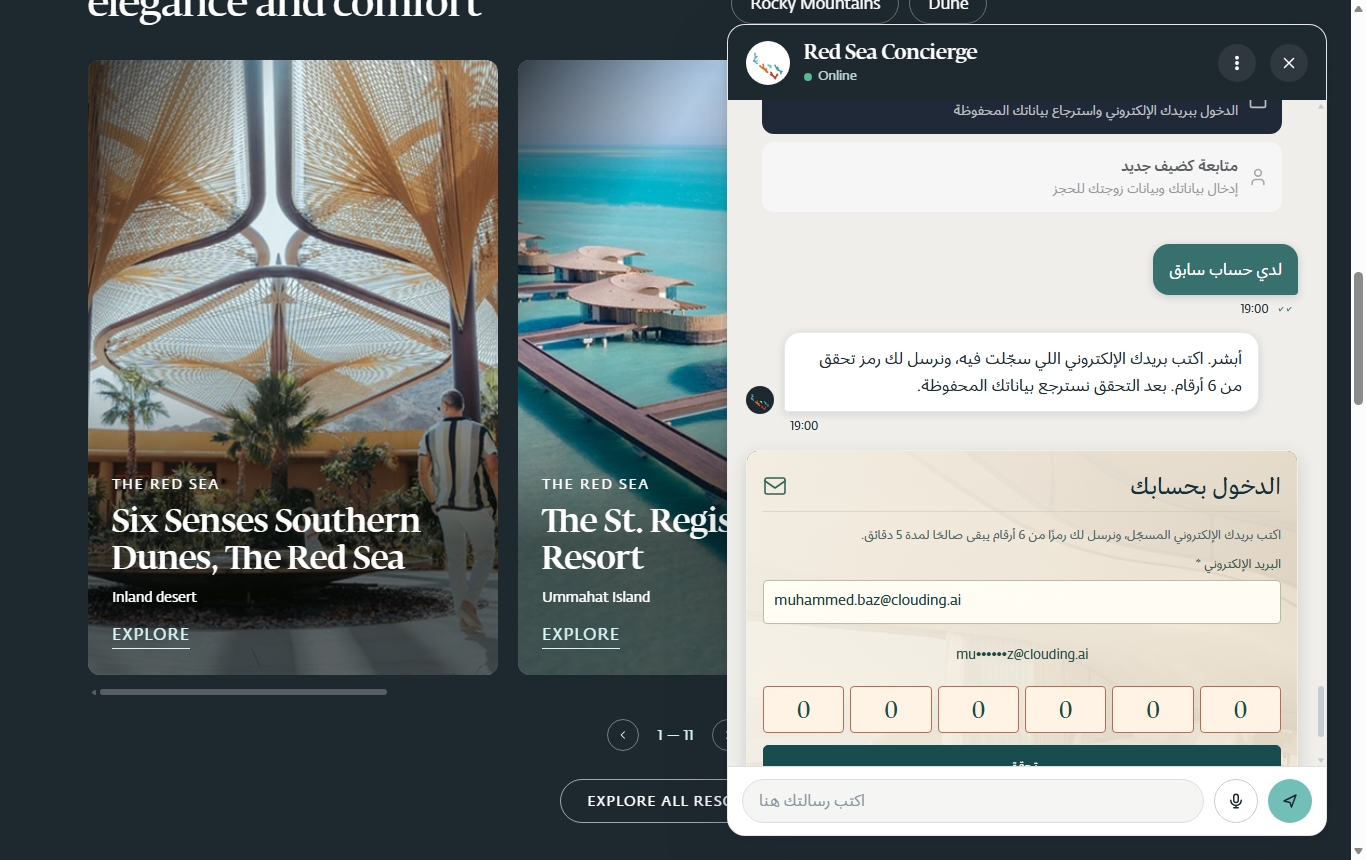 elegance and comfort
Rocky Mountains
Dune
THE RED SEA
Six Senses Southern
Dunes, The Red Sea
Inland desert
EXPLORE
THE RED SEA
The St. Regis
Resort
Ummahat Island
EXPLORE
1 — 11
EXPLORE ALL RESO
Red Sea Concierge
Online
الدخول ببريدك الإلكتروني واسترجاع بياناتك المحفوظة
متابعة كضيف جديد
إدخال بياناتك وبيانات زوجتك للحجز
لدي حساب سابق
19:00
أبشر. اكتب بريدك الإلكتروني اللي سجّلت فيه، ونرسل لك رمز تحقق
من 6 أرقام. بعد التحقق نسترجع بياناتك المحفوظة.
19:00
الدخول بحسابك
اكتب بريدك الإلكتروني المسجّل، ونرسل لك رمزًا من 6 أرقام يبقى صالحًا لمدة 5 دقائق.
البريد الإلكتروني *
muhammed.baz@clouding.ai
mu••••••z@clouding.ai
0 0 0 0 0 0
اكتب رسالتك هنا